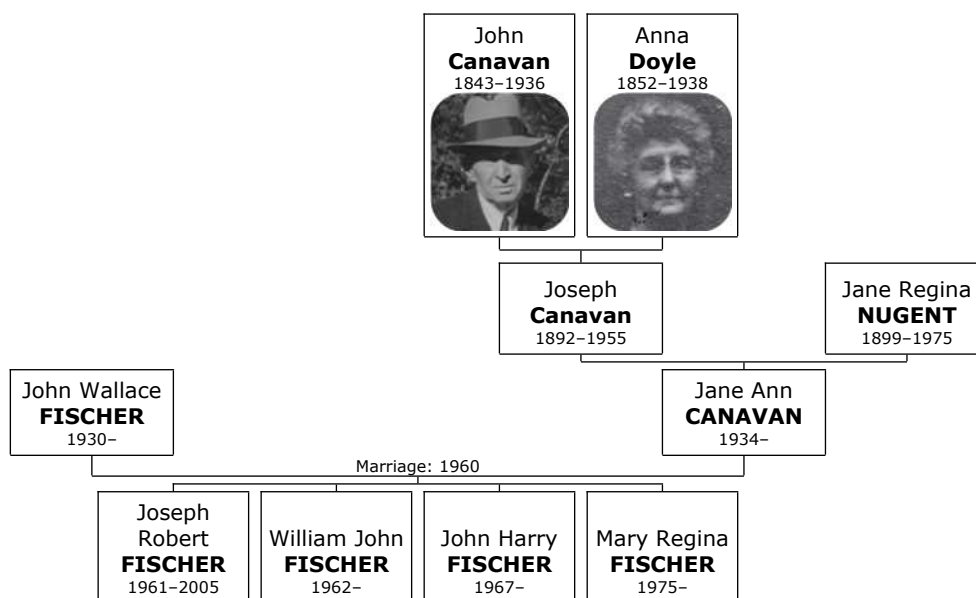 John
Canavan
1843–1936
Anna
Doyle
1852–1938
Joseph
Canavan
1892–1955
Jane Regina
NUGENT
1899–1975
John Wallace
FISCHER
1930–
Jane Ann
CANAVAN
1934–
Marriage: 1960
Joseph
Robert
FISCHER
1961–2005
William John
FISCHER
1962–
John Harry
FISCHER
1967–
Mary Regina
FISCHER
1975–